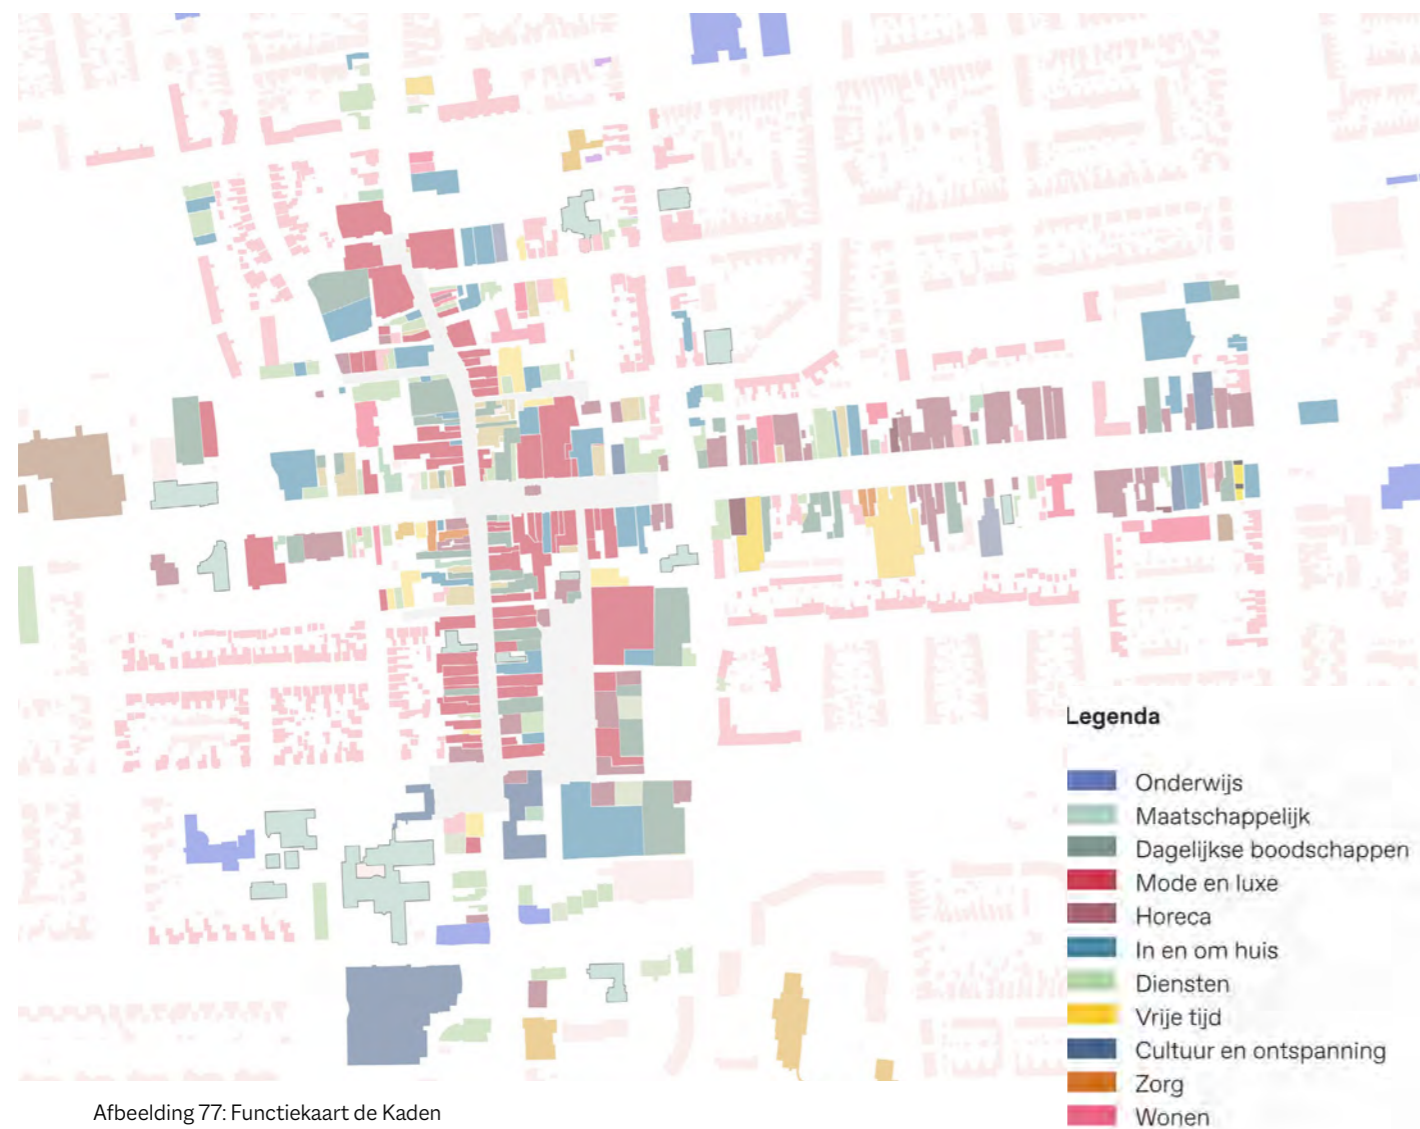 Legenda
Onderwijs
Maatschappelijk
Dagelijkse boodschappen
Mode en luxe
Horeca
In en om huis
Diensten
Vrije tijd
Cultuur en ontspanning
Zorg
Wonen
Afbeelding 77: Functiekaart de Kaden